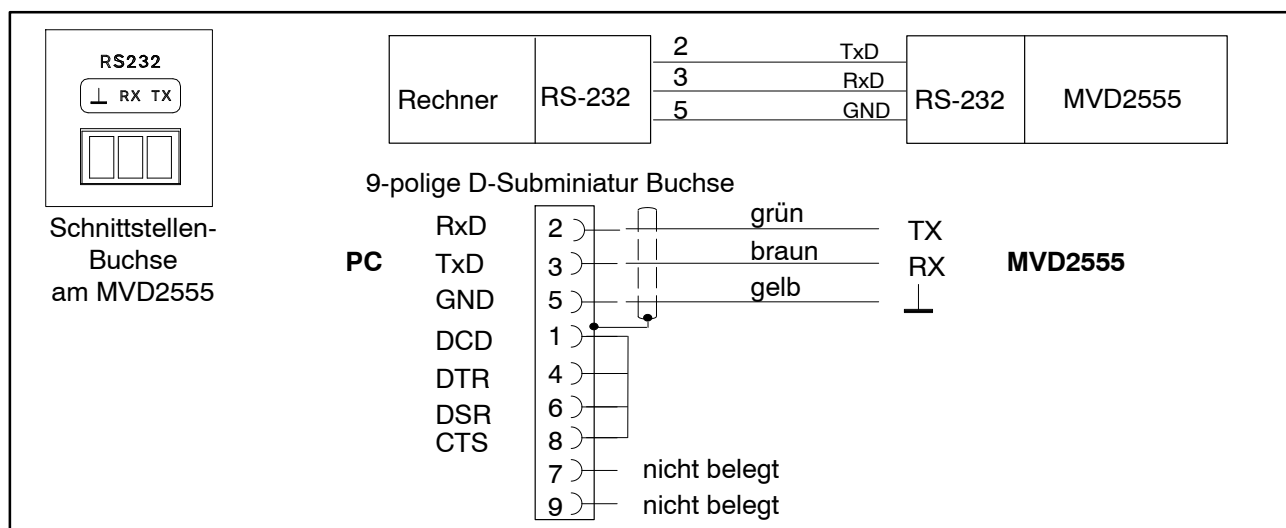 RS232
⊥ RX TX
Schnittstellen-
Buchse
am MVD2555
Rechner RS-232 2 TxD RS-232 MVD2555
3 RxD
5 GND
9-polige D-Subminiatur Buchse
PC MVD2555
RxD 2 grün TX
TxD 3 braun RX
GND 5 gelb ⊥
DCD 1
DTR 4
DSR 6
CTS 8
7 nicht belegt
9 nicht belegt